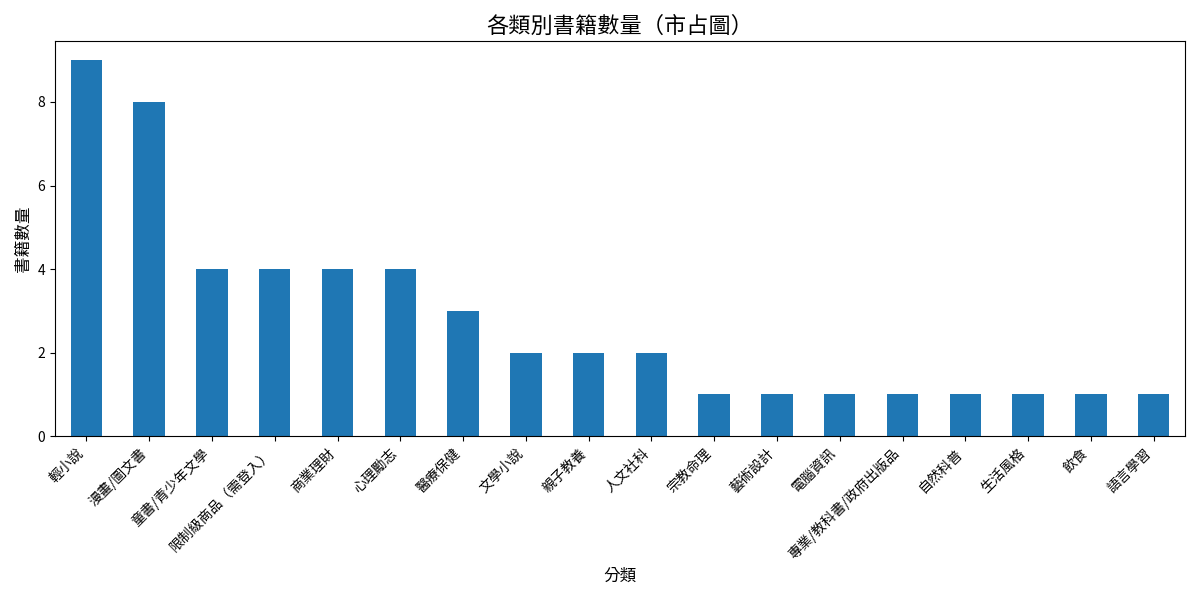 各類別書籍數量（市占圖）
書籍數量
8
6
4
2
0
輕小說
漫畫/圖文書
童書/青少年文學
限制級商品（需登入）
商業理財
心理勵志
醫療保健
文學小說
親子教養
人文社科
宗教命理
藝術設計
電腦資訊
專業/教科書/政府出版品
自然科普
生活風格
飲食
語言學習
分類